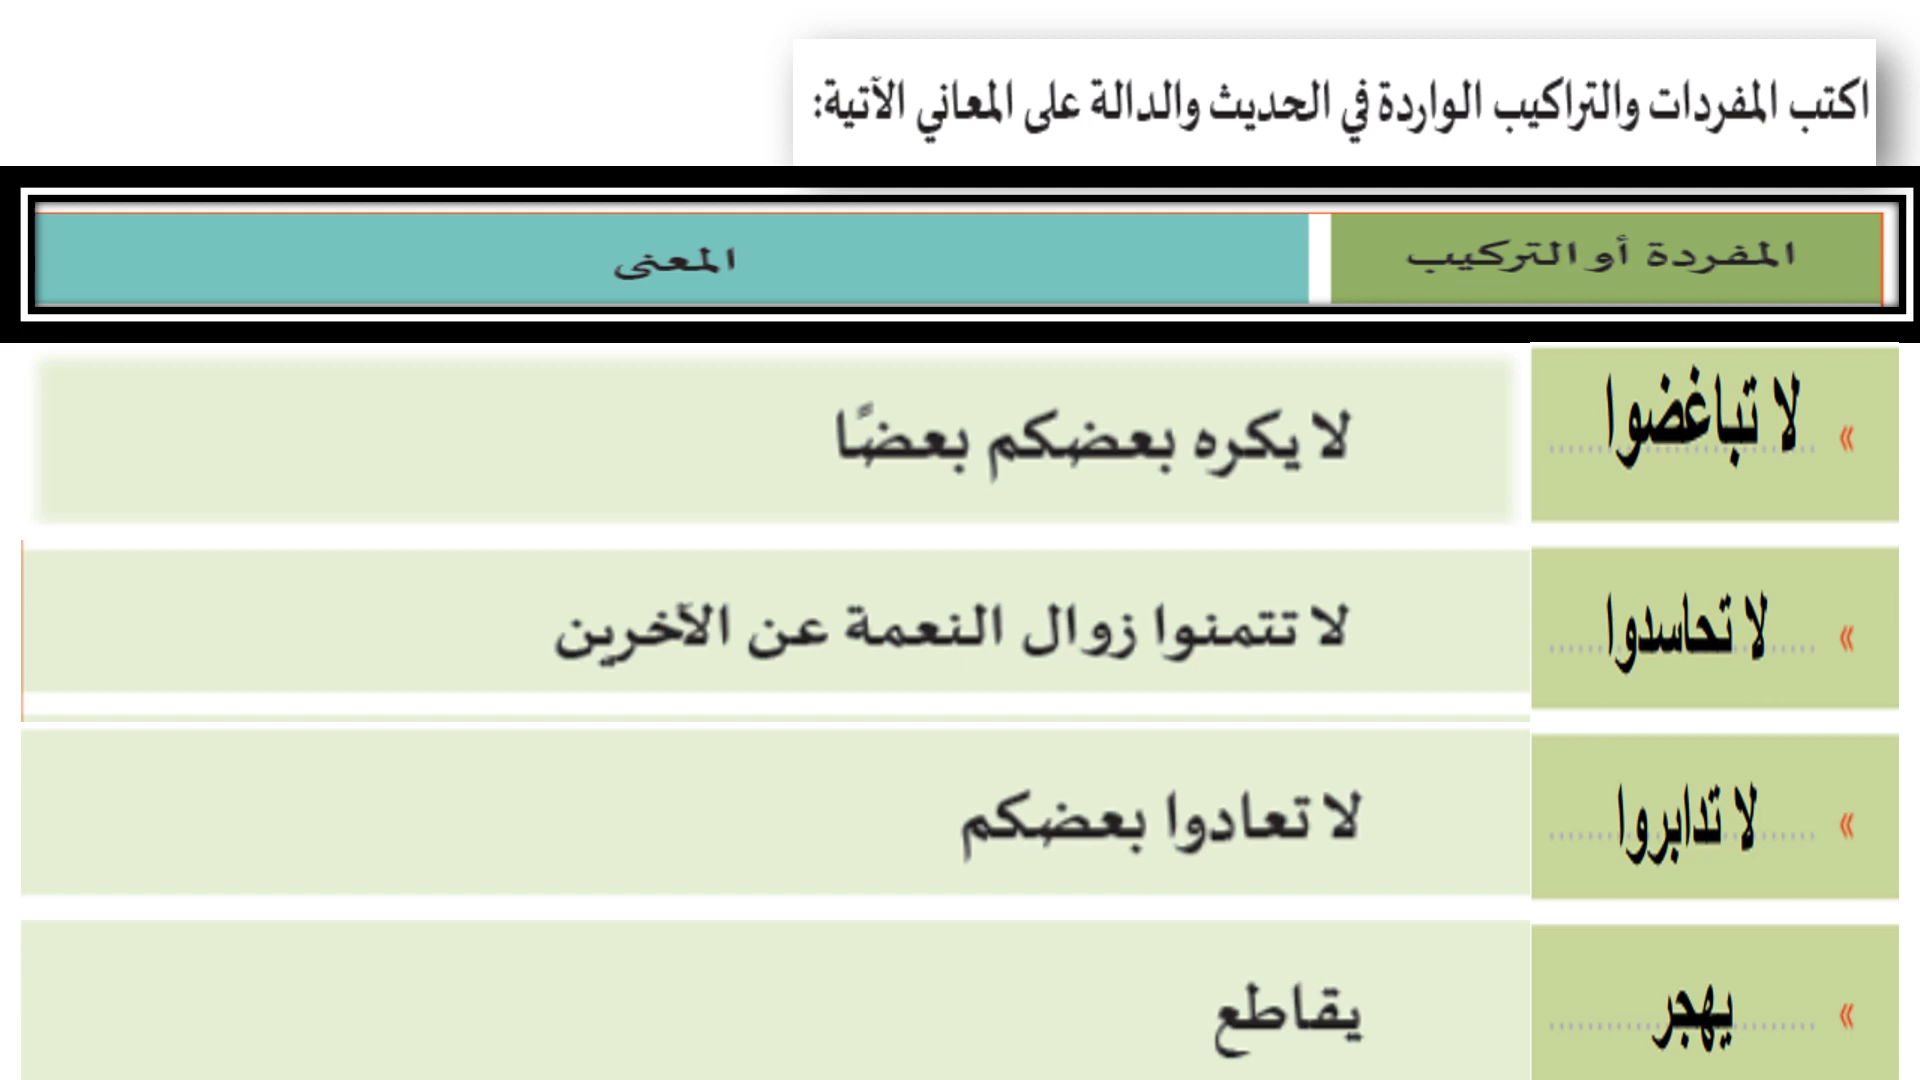 اكتب المفردات والتراكيب الواردة في الحديث والدالة على المعاني الآتية:
المفردة أو التركيب
المعنى
« لا تباغضوا
لا يكره بعضكم بعضًا
« لا تحاسدوا
لا تتمنوا زوال النعمة عن الآخرين
« لا تدابروا
لا تعادوا بعضكم
« يهجر
يقاطع